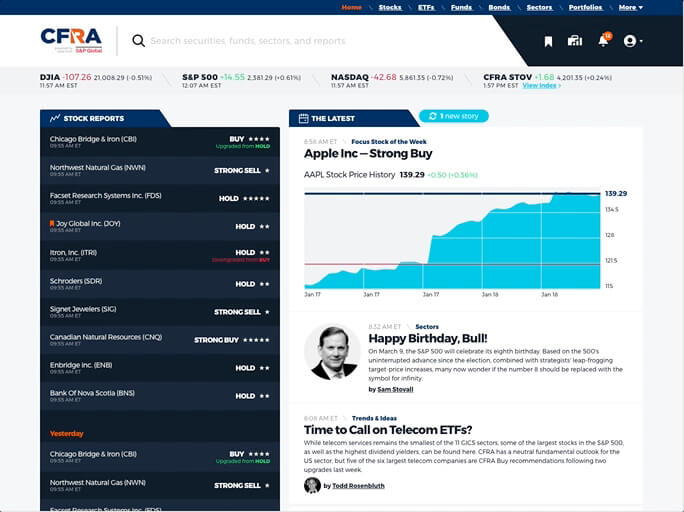 Home \ Stocks \ ETFs \ Funds \ Bonds \ Sectors \ Portfolios \ More
CFRA
S&P Global
Search securities, funds, sectors, and reports
DJIA -107.26 21,008.29 (-0.51%)
11:57 AM EST
S&P 500 +14.55 2,381.29 (+0.61%)
12:07 AM EST
NASDAQ -42.68 5,861.35 (-0.72%)
11:57 AM EST
CFRA STOV +1.68 4,201.35 (+0.24%)
1:57 PM EST View Index >
STOCK REPORTS
Chicago Bridge & Iron (CBI) BUY ★★★★
09:55 AM ET Upgraded from HOLD
Northwest Natural Gas (NWN) STRONG SELL ★
09:55 AM ET
Facset Research Systems Inc. (FDS) HOLD ★★★★★
09:55 AM ET
Joy Global Inc. (JOY) HOLD ★★
09:55 AM ET
Itron, Inc. (ITRI) HOLD ★★
09:55 AM ET Downgraded from BUY
Schroders (SDR) HOLD ★★
09:55 AM ET
Signet Jewelers (SIG) STRONG SELL ★
09:55 AM ET
Canadian Natural Resources (CNQ) STRONG BUY ★★★★★
09:55 AM ET
Enbridge Inc. (ENB) HOLD ★★
09:55 AM ET
Bank Of Nova Scotia (BNS) HOLD ★★
09:55 AM ET
Yesterday
Chicago Bridge & Iron (CBI) BUY ★★★★
09:55 AM ET Upgraded from HOLD
Northwest Natural Gas (NWN) STRONG SELL ★
09:55 AM ET
Facset Research Systems Inc. (FDS)
THE LATEST
1 new story
8:58 AM ET \ Focus Stock of the Week
Apple Inc — Strong Buy
AAPL Stock Price History 139.29 +0.50 (+0.36%)
139.29
134.5
128
121.5
115
Jan 17 Jan 17 Jan 17 Jan 18 Jan 18
8:32 AM ET \ Sectors
Happy Birthday, Bull!
On March 9, the S&P 500 will celebrate its eighth birthday. Based on the 500's
uninterrupted advance since the election, combined with strategists' leap-frogging
target-price increases, many now wonder if the number 8 should be replaced with the
symbol for infinity.
by Sam Stovall
6:08 AM ET \ Trends & Ideas
Time to Call on Telecom ETFs?
While telecom services remains the smallest of the 11 GICS sectors, some of the largest stocks in the S&P 500,
as well as the highest dividend yielders, can be found here. CFRA has a neutral fundamental outlook for the
US sector, but five of the six largest telecom companies are CFRA Buy recommendations following two
upgrades last week.
by Todd Rosenbluth